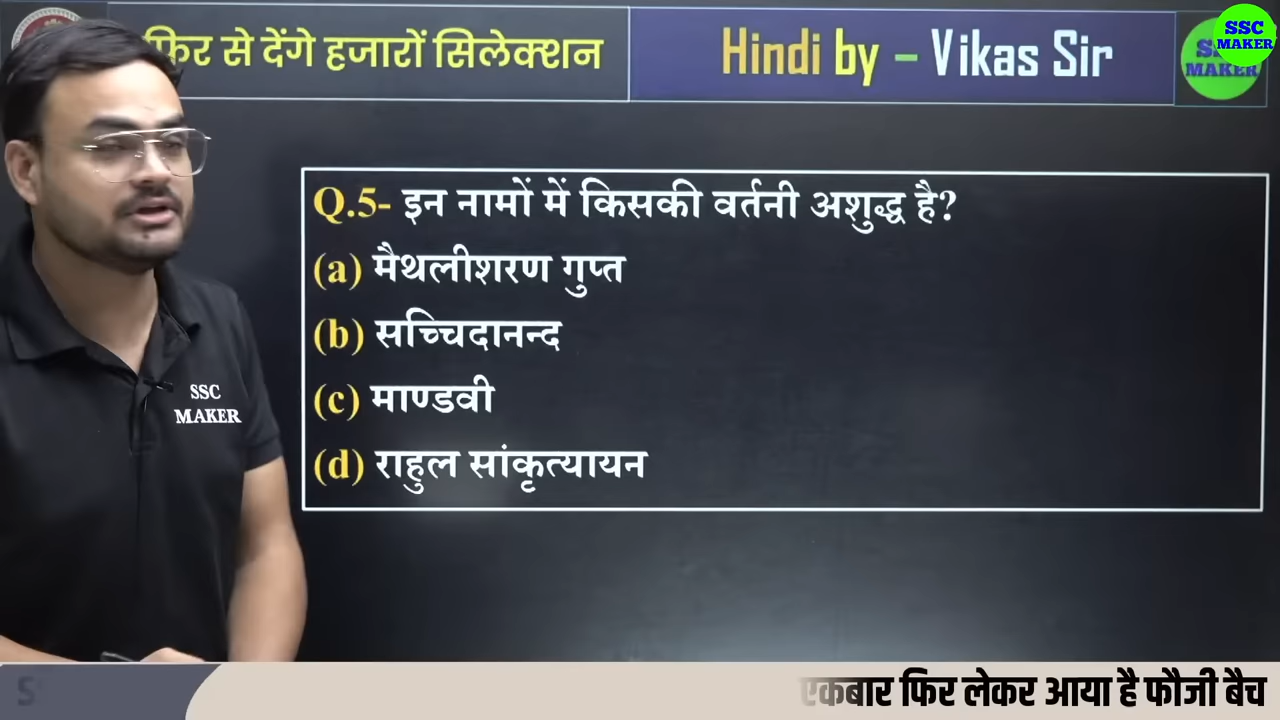 फिर से देंगे हजारों सिलेक्शन
Hindi by – Vikas Sir
SSC
MAKER
Q.5- इन नामों में किसकी वर्तनी अशुद्ध है?
(a) मैथलीशरण गुप्त
(b) सच्चिदानन्द
(c) माण्डवी
(d) राहुल सांकृत्यायन
SSC
MAKER
एकबार फिर लेकर आया है फौजी बैच